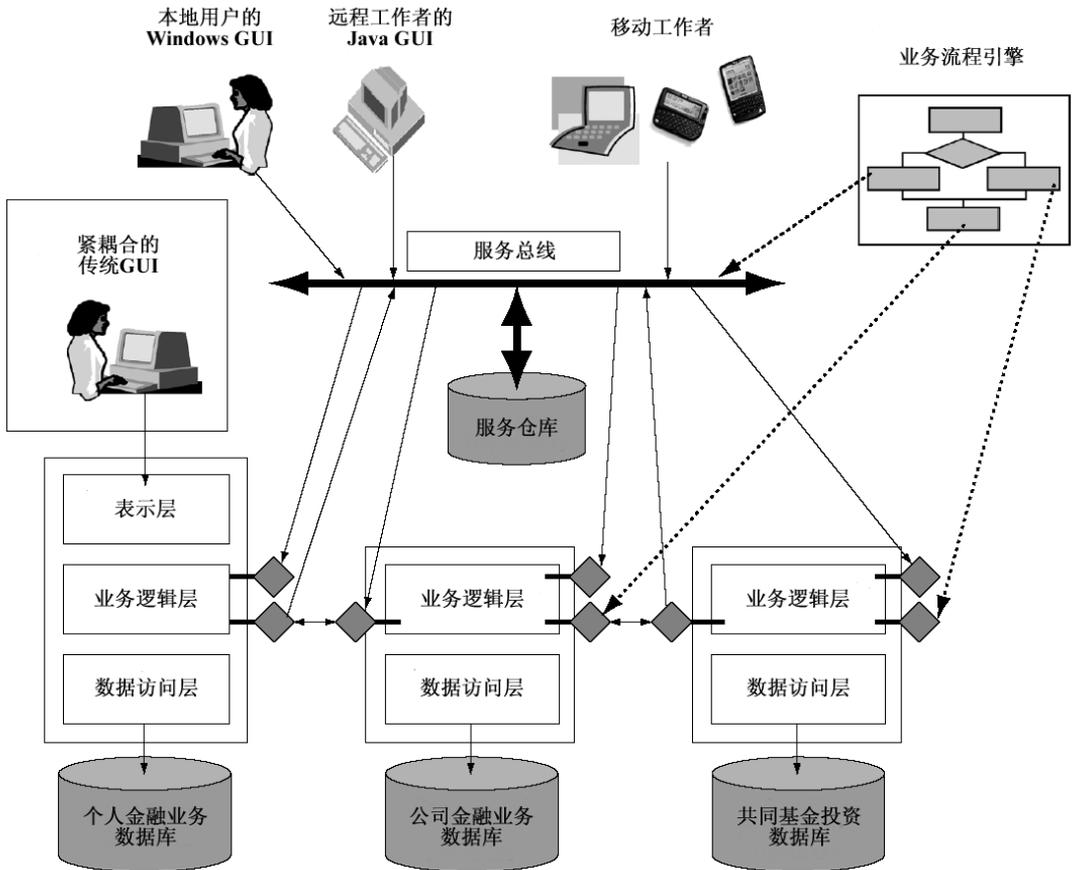 本地用户的
Windows GUI
远程工作者的
Java GUI
移动工作者
业务流程引擎
紧耦合的
传统GUI
服务总线
服务仓库
表示层
业务逻辑层
业务逻辑层
业务逻辑层
数据访问层
数据访问层
数据访问层
个人金融业务
数据库
公司金融业务
数据库
共同基金投资
数据库